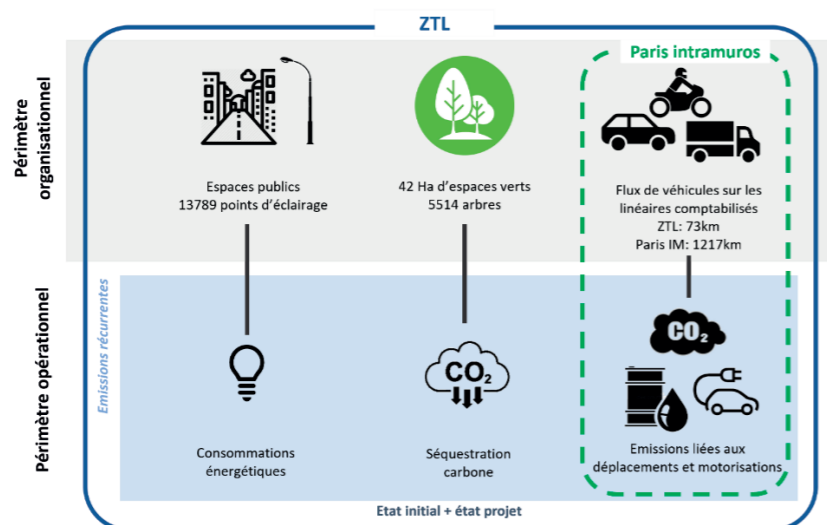 ZTL
Paris intramuros
Périmètre
organisationnel
Espaces publics
13789 points d'éclairage
42 Ha d'espaces verts
5514 arbres
Flux de véhicules sur les
linéaires comptabilisés
ZTL: 73km
Paris IM: 1217km
Périmètre opérationnel
Emissions récurrentes
CO2
CO2
Consommations
énergétiques
Séquestration
carbone
Emissions liées aux
déplacements et motorisations
Etat initial + état projet